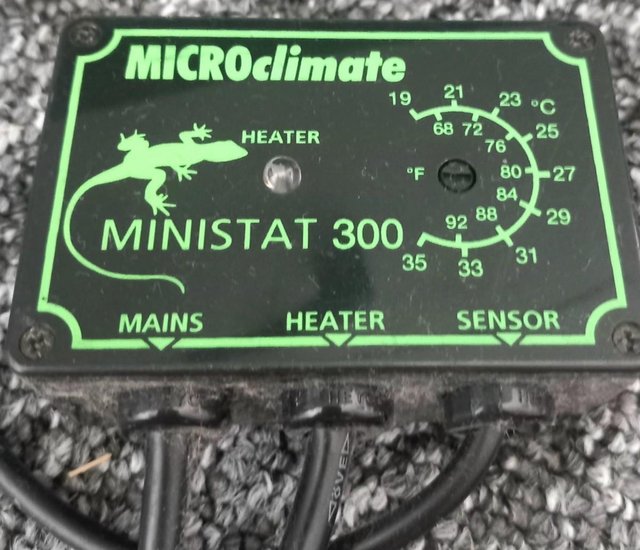 MICROclimate
HEATER
MINISTAT 300
°C
°F
19 21 23 25 27 29 31 33 35
68 72 76 80 84 88 92
MAINS HEATER SENSOR